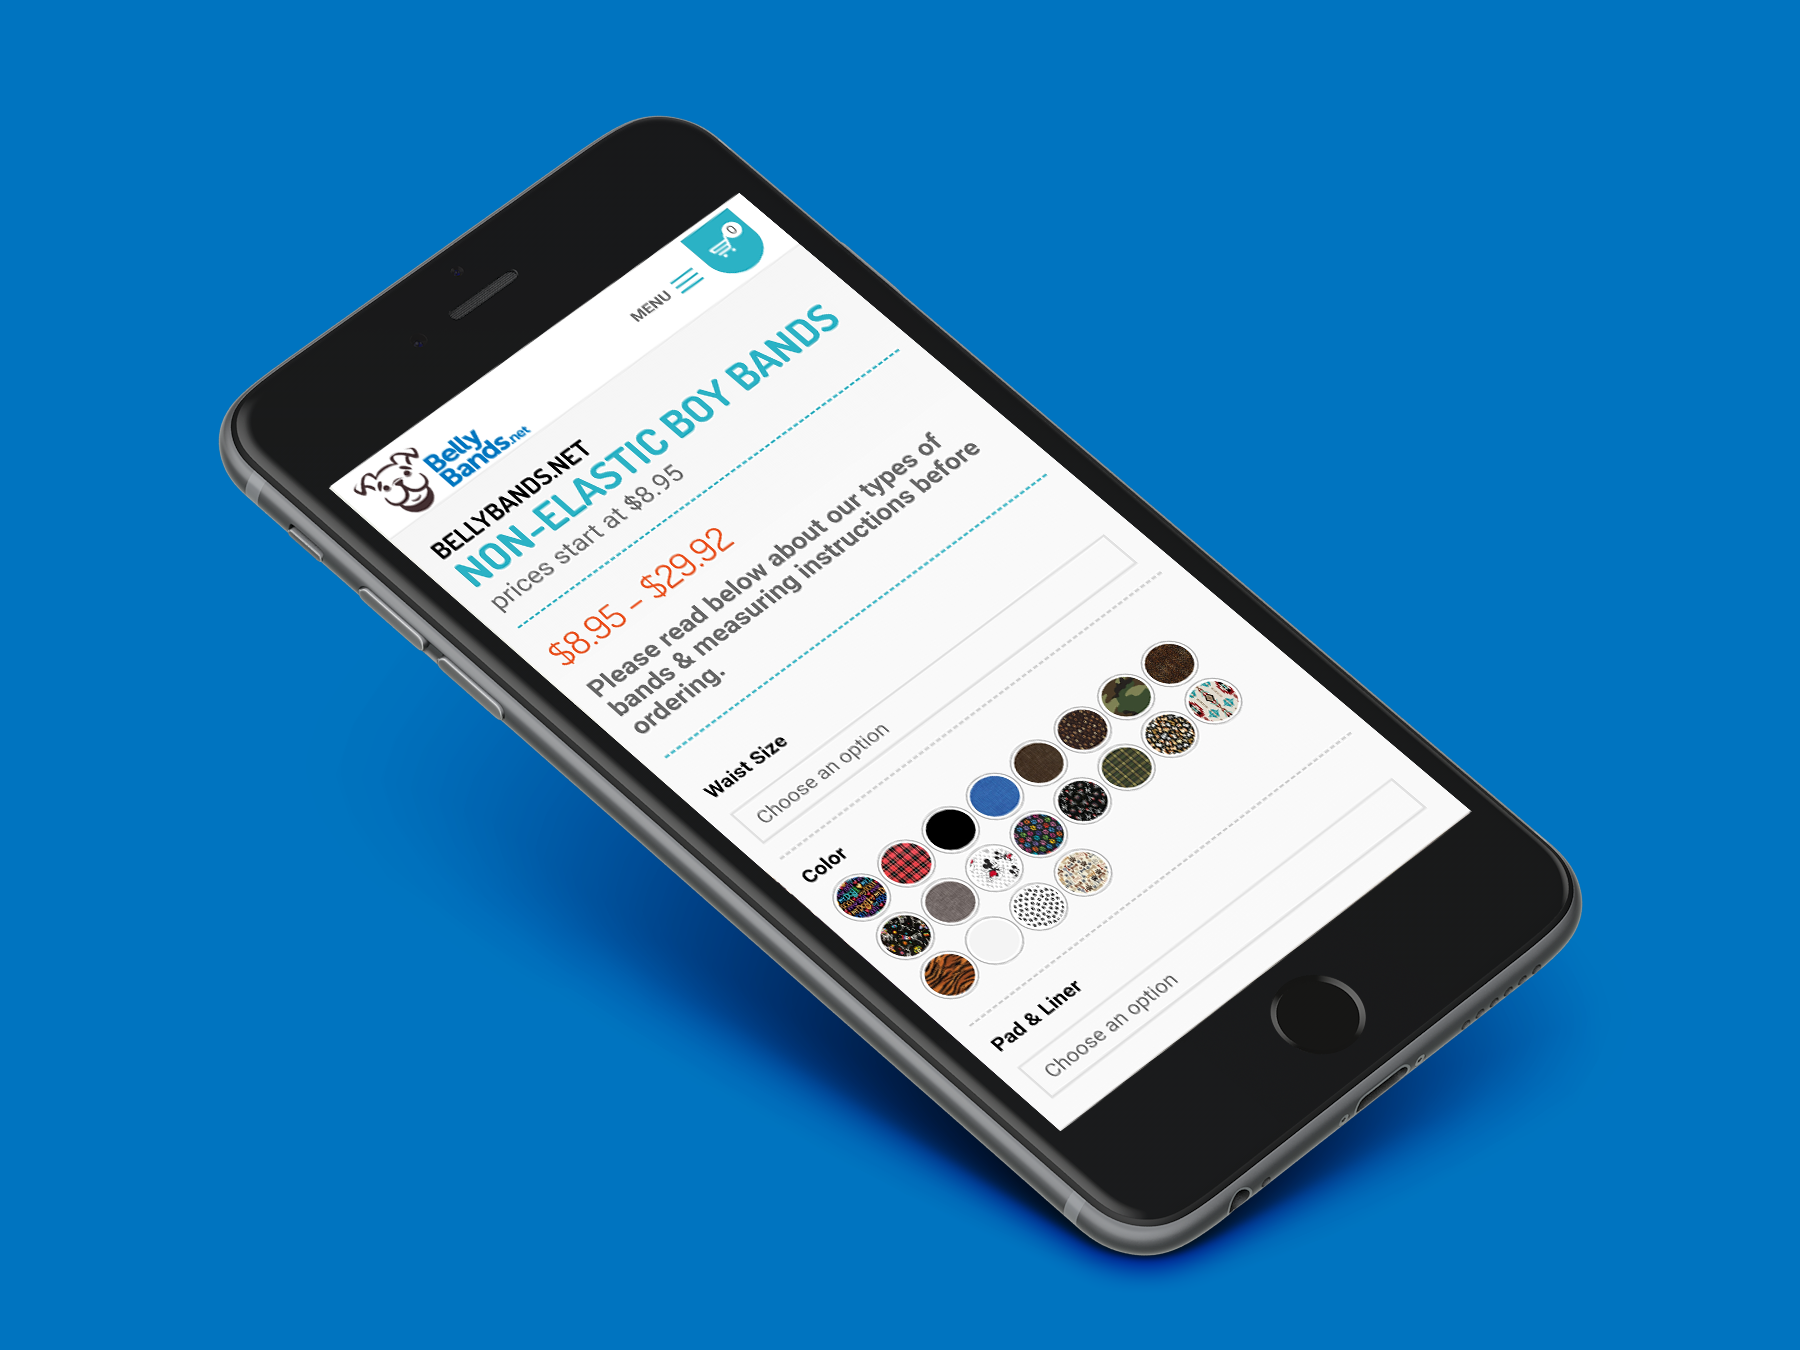 0
MENU
Belly
Bands.net
BELLYBANDS.NET
NON-ELASTIC BOY BANDS
prices start at $8.95
$8.95 – $29.92
Please read below about our types of
bands & measuring instructions before
ordering.
Waist Size
Choose an option
Color
Pad & Liner
Choose an option